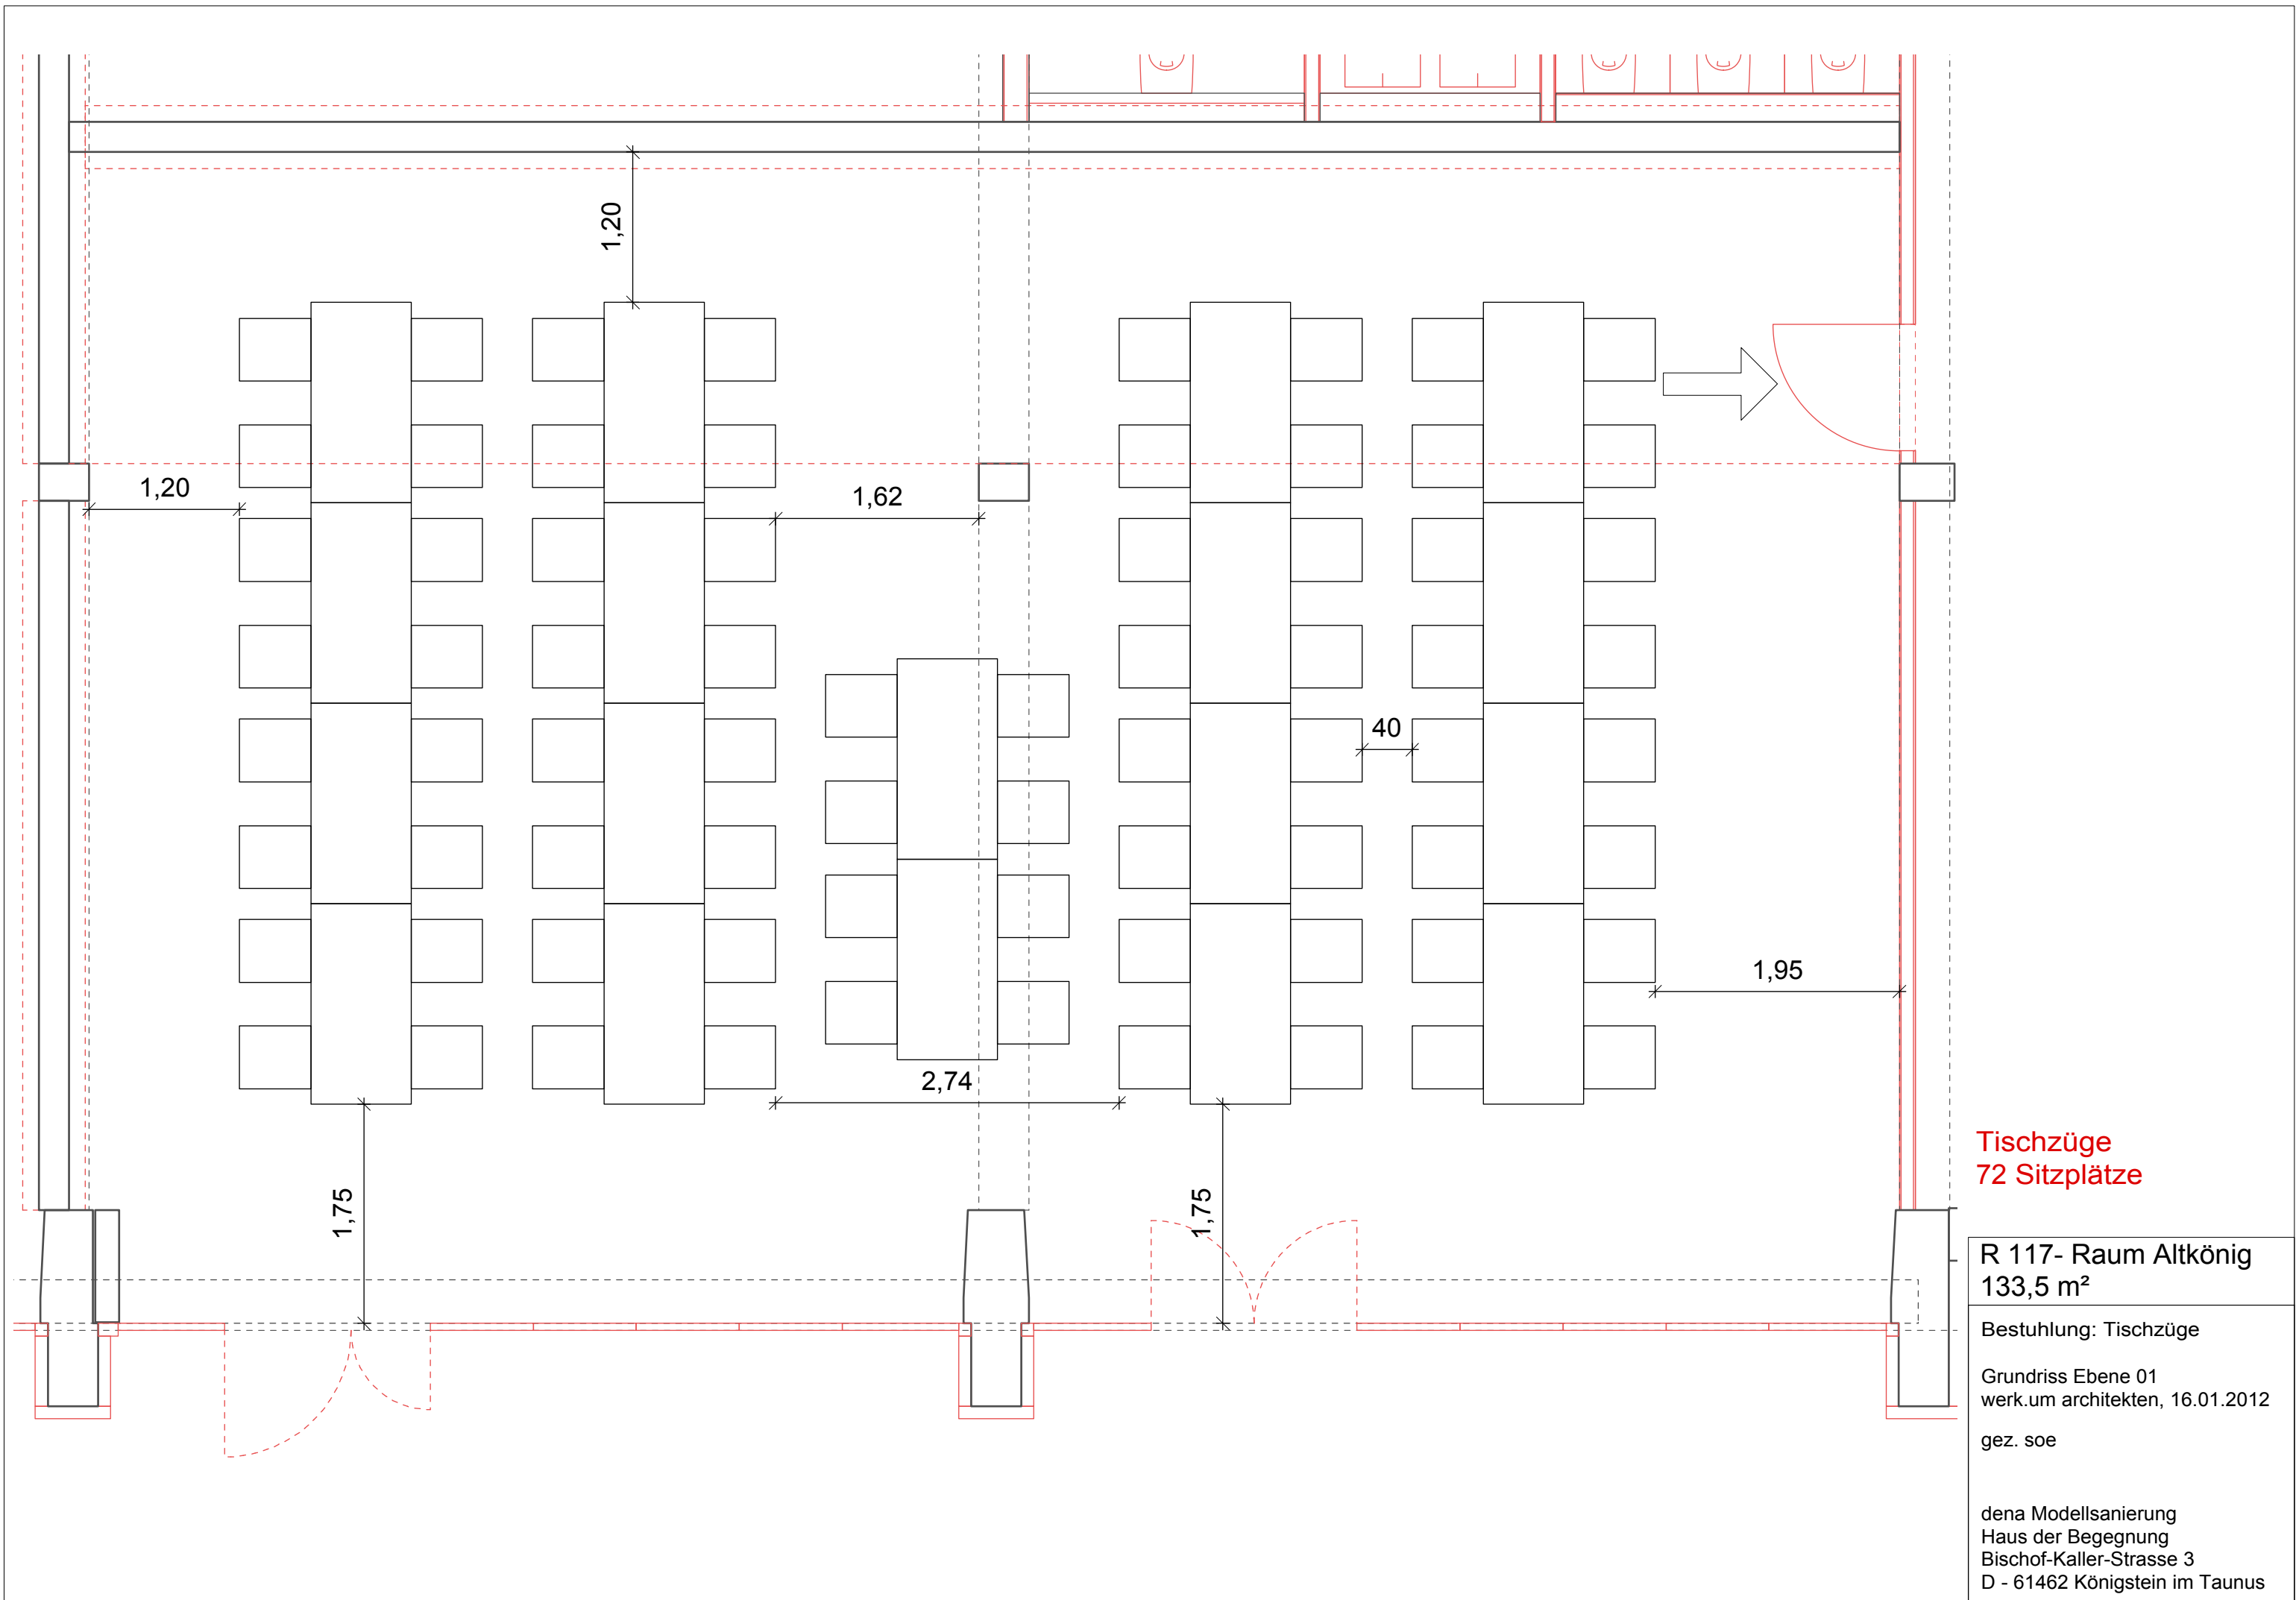 1,20
1,20
1,62
40
1,95
2,74
1,75
1,75
Tischzüge
72 Sitzplätze
R 117- Raum Altkönig
133,5 m²
Bestuhlung: Tischzüge
Grundriss Ebene 01
werk.um architekten, 16.01.2012
gez. soe
dena Modellsanierung
Haus der Begegnung
Bischof-Kaller-Strasse 3
D - 61462 Königstein im Taunus